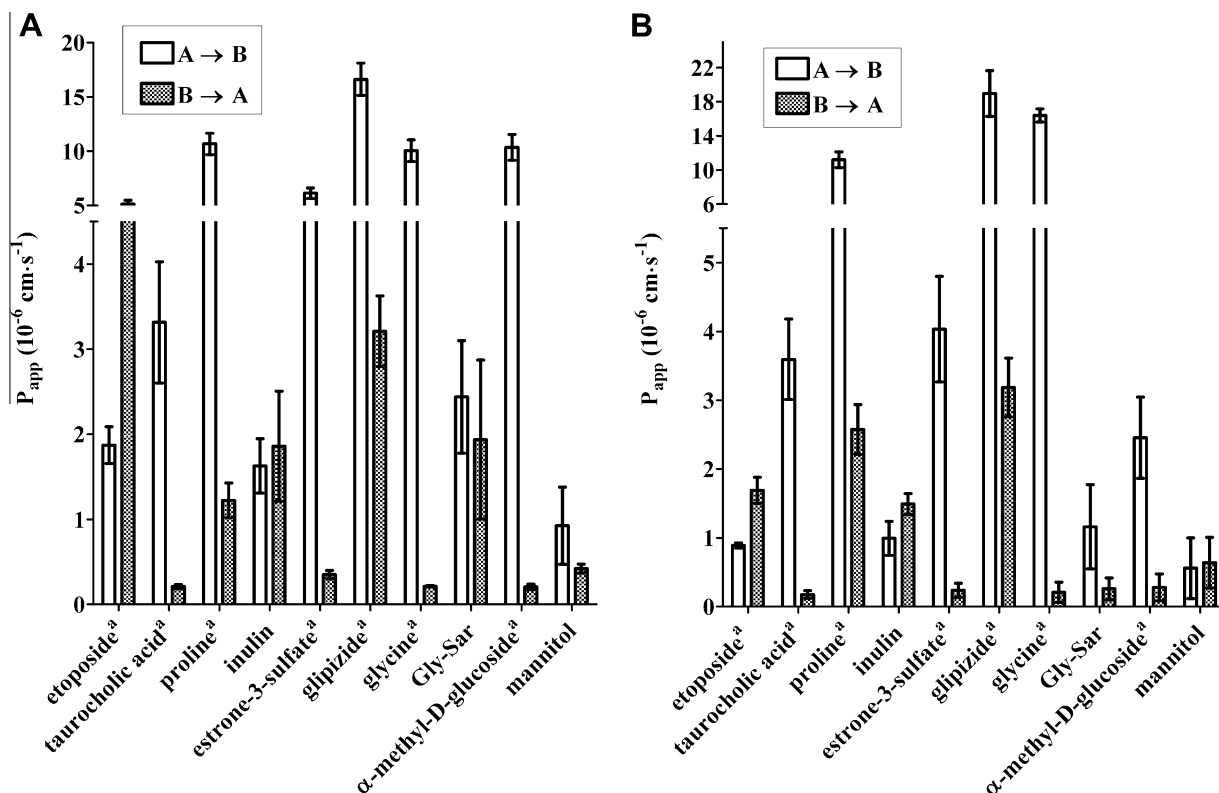 A
A → B
B → A
20
15
10
5
4
3
2
1
0
P_app (10⁻⁶ cm·s⁻¹)
etopositeᵃ
taurocholic acidᵃ
prolineᵃ
inulin
estrone-3-sulfateᵃ
glipizideᵃ
glycineᵃ
Gly-Sar
α-methyl-D-glucosideᵃ
mannitol
B
A → B
B → A
22
18
14
10
6
5
4
3
2
1
0
P_app (10⁻⁶ cm·s⁻¹)
etoposideᵃ
taurocholic acidᵃ
prolineᵃ
inulin
estrone-3-sulfateᵃ
glipizideᵃ
glycineᵃ
Gly-Sar
α-methyl-D-glucosideᵃ
mannitol